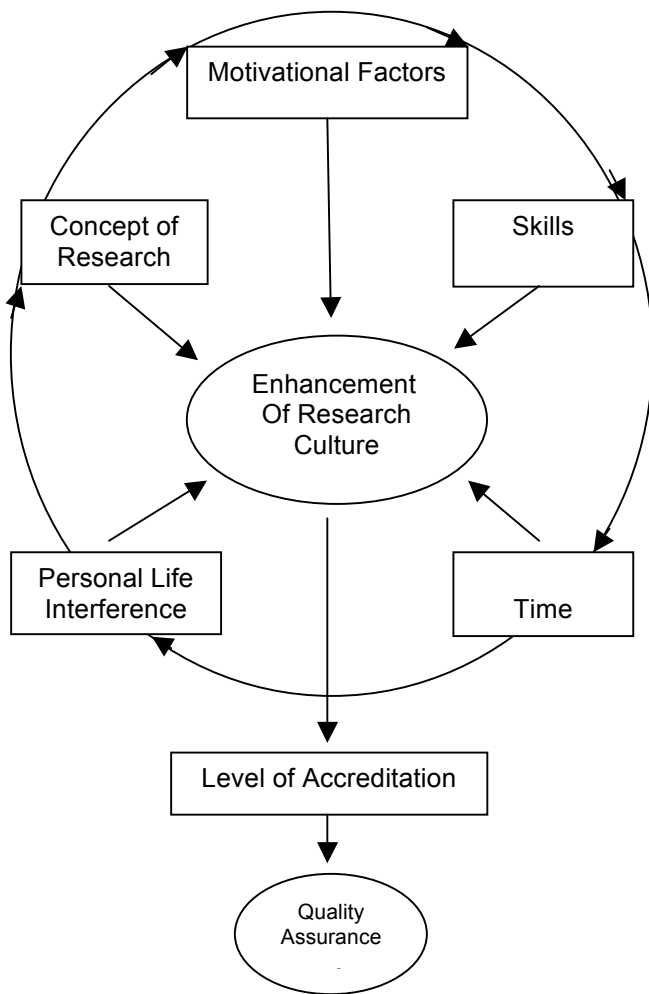 Motivational Factors
Concept of
Research
Skills
Enhancement
Of Research
Culture
Personal Life
Interference
Time
Level of Accreditation
Quality
Assurance